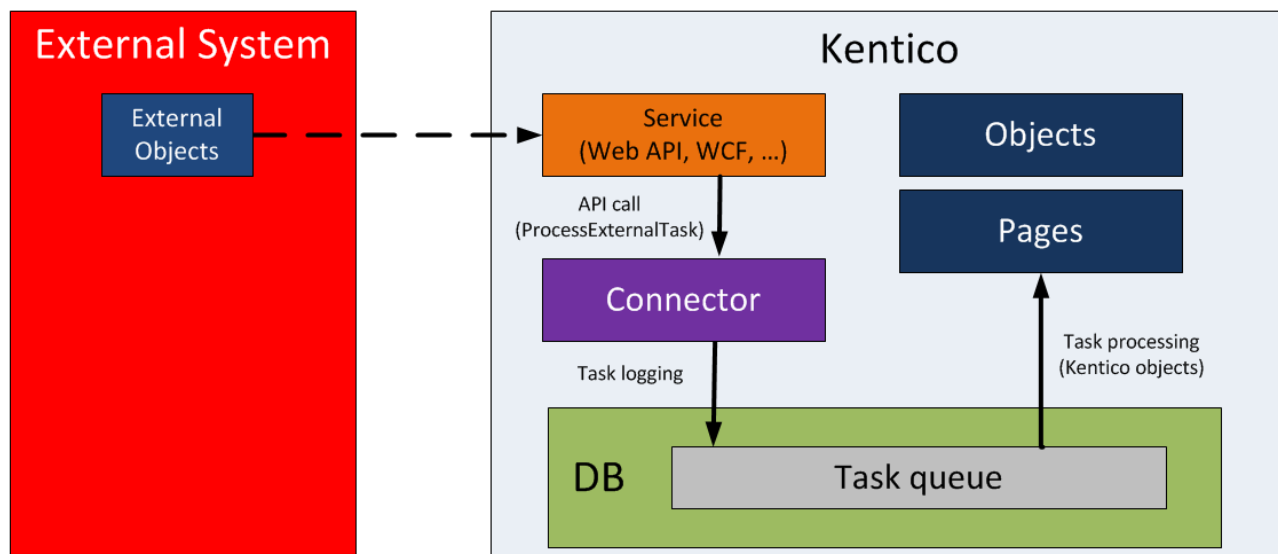 External System
External
Objects
Kentico
Service
(Web API, WCF, ...)
API call
(ProcessExternalTask)
Connector
Task logging
Objects
Pages
Task processing
(Kentico objects)
DB
Task queue